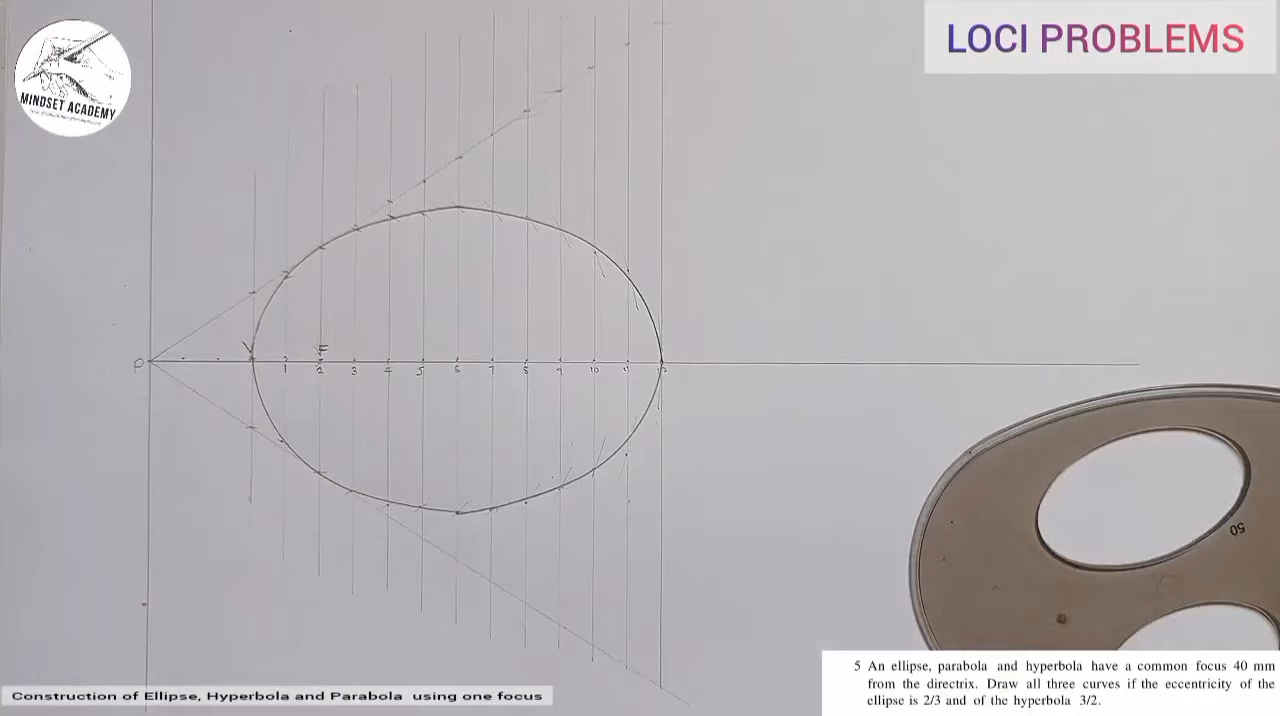 LOCI PROBLEMS
MINDSET ACADEMY
P
V
F
1 2 3 4 5 6 7 8 9 10 11
50
5 An ellipse, parabola and hyperbola have a common focus 40 mm
from the directrix. Draw all three curves if the eccentricity of the
ellipse is 2/3 and of the hyperbola 3/2.
Construction of Ellipse, Hyperbola and Parabola using one focus